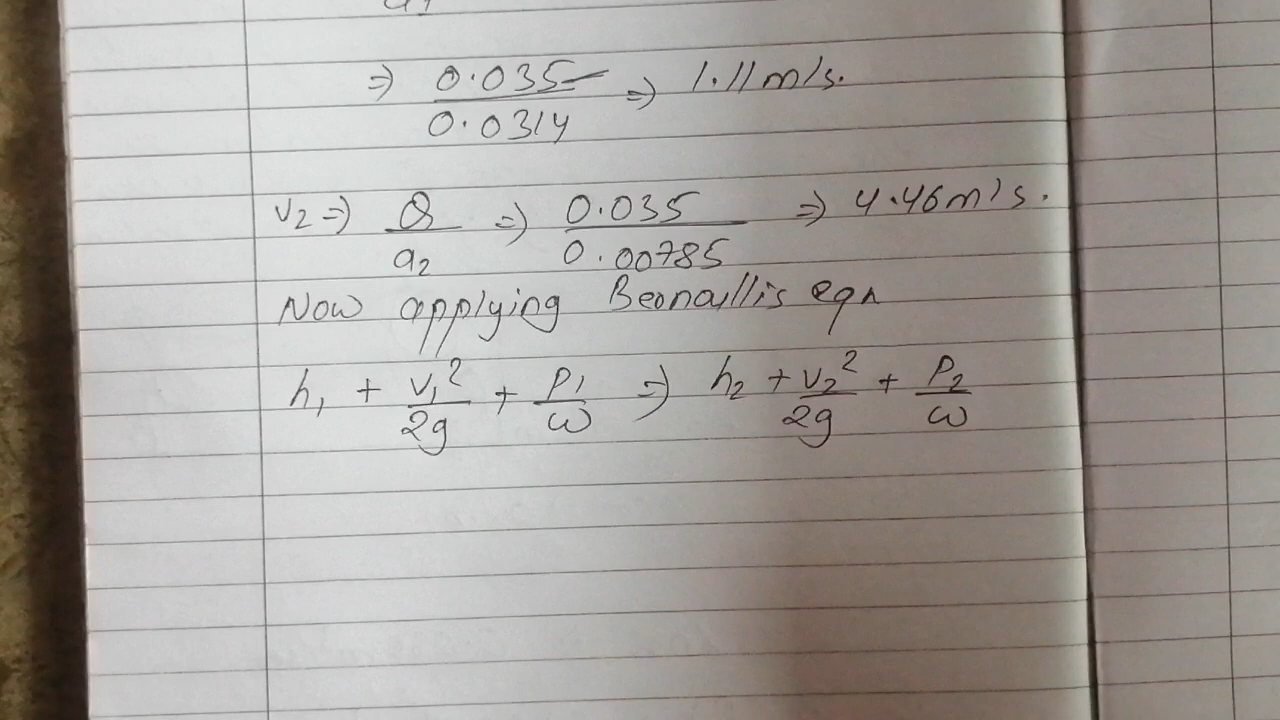 ⇒ 0.035 / 0.0314 ⇒ 1.11 m/s.
v2 ⇒ Q / a2 ⇒ 0.035 / 0.00785 ⇒ 4.46 m/s.
Now applying Beonallis eqn
h1 + v1² / 2g + P1 / ω ⇒ h2 + v2² / 2g + P2 / ω